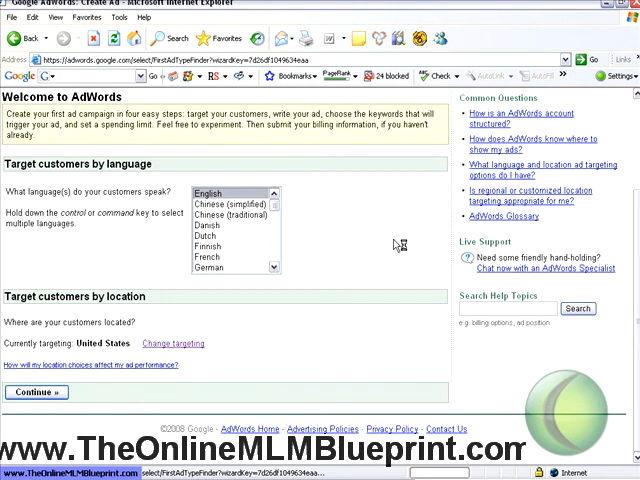 Google AdWords: Create Ad - Microsoft Internet Explorer
File Edit View Favorites Tools Help
Back Search Favorites
Address https://adwords.google.com/select/FirstAdTypeFinder?wizardKey=7d26df1049634eaa Go Links
Google Go RS Bookmarks PageRank 24 blocked Check AutoLink AutoFill Settings
Welcome to AdWords
Create your first ad campaign in four easy steps: target your customers, write your ad, choose the keywords that will
trigger your ad, and set a spending limit. Feel free to experiment. Then submit your billing information, if you haven't
already.
Target customers by language
What language(s) do your customers speak?
Hold down the control or command key to select
multiple languages.
English
Chinese (simplified)
Chinese (traditional)
Danish
Dutch
Finnish
French
German
Target customers by location
Where are your customers located?
Currently targeting: United States Change targeting
How will my location choices affect my ad performance?
Continue »
Common Questions
How is an AdWords account
structured?
How does AdWords know where to
show my ads?
What language and location ad targeting
options do I have?
Is regional or customized location
targeting appropriate for me?
AdWords Glossary
Live Support
Need some friendly hand-holding?
Chat now with an AdWords Specialist
Search Help Topics
Search
e.g. billing options, ad position
©2008 Google - AdWords Home - Advertising Policies - Privacy Policy - Contact Us
www.TheOnlineMLMBlueprint.com
www.TheOnlineMLMBlueprint.com select/FirstAdTypeFinder?wizardKey=7d26df1049634eaa... Internet